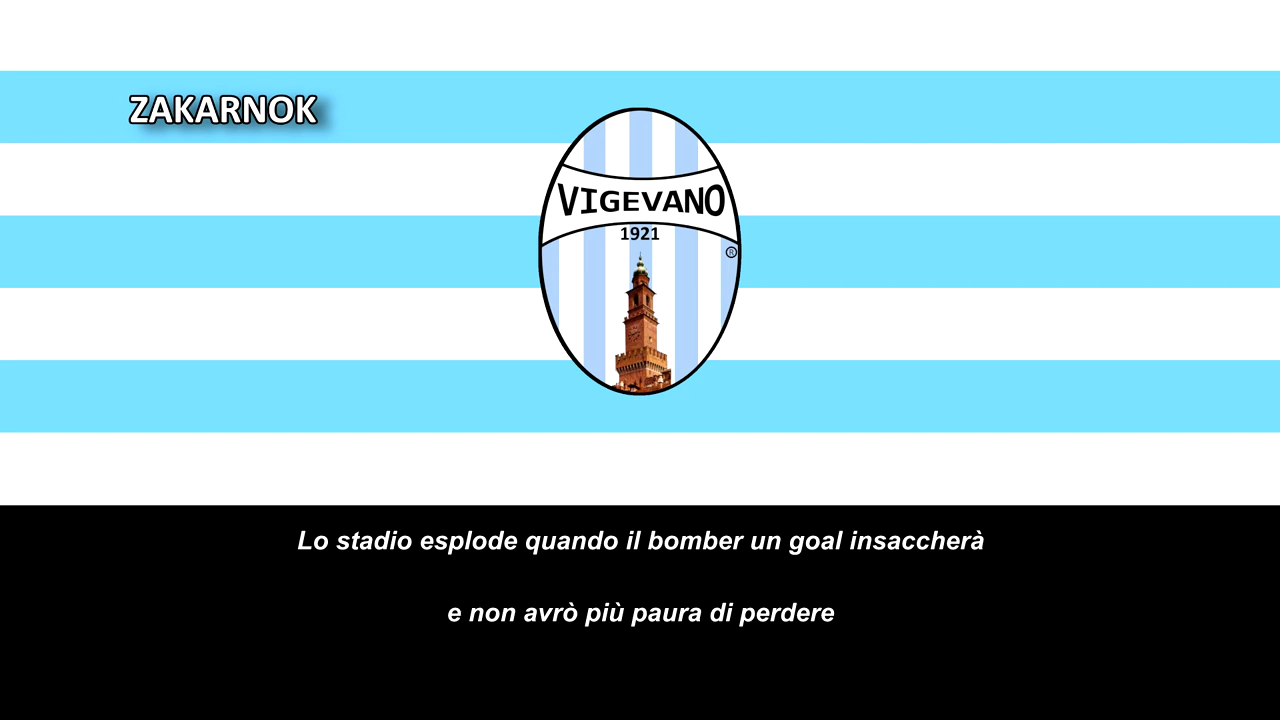 ZAKARNOK
VIGEVANO
1921
®
Lo stadio esplode quando il bomber un goal insaccherà
e non avrò più paura di perdere